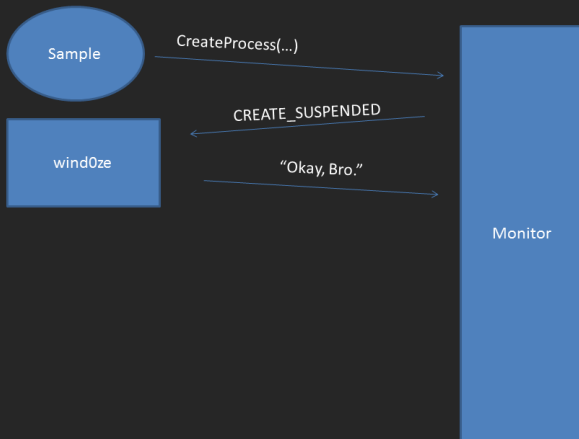 Sample
CreateProcess(...)
CREATE_SUSPENDED
wind0ze
“Okay, Bro.”
Monitor